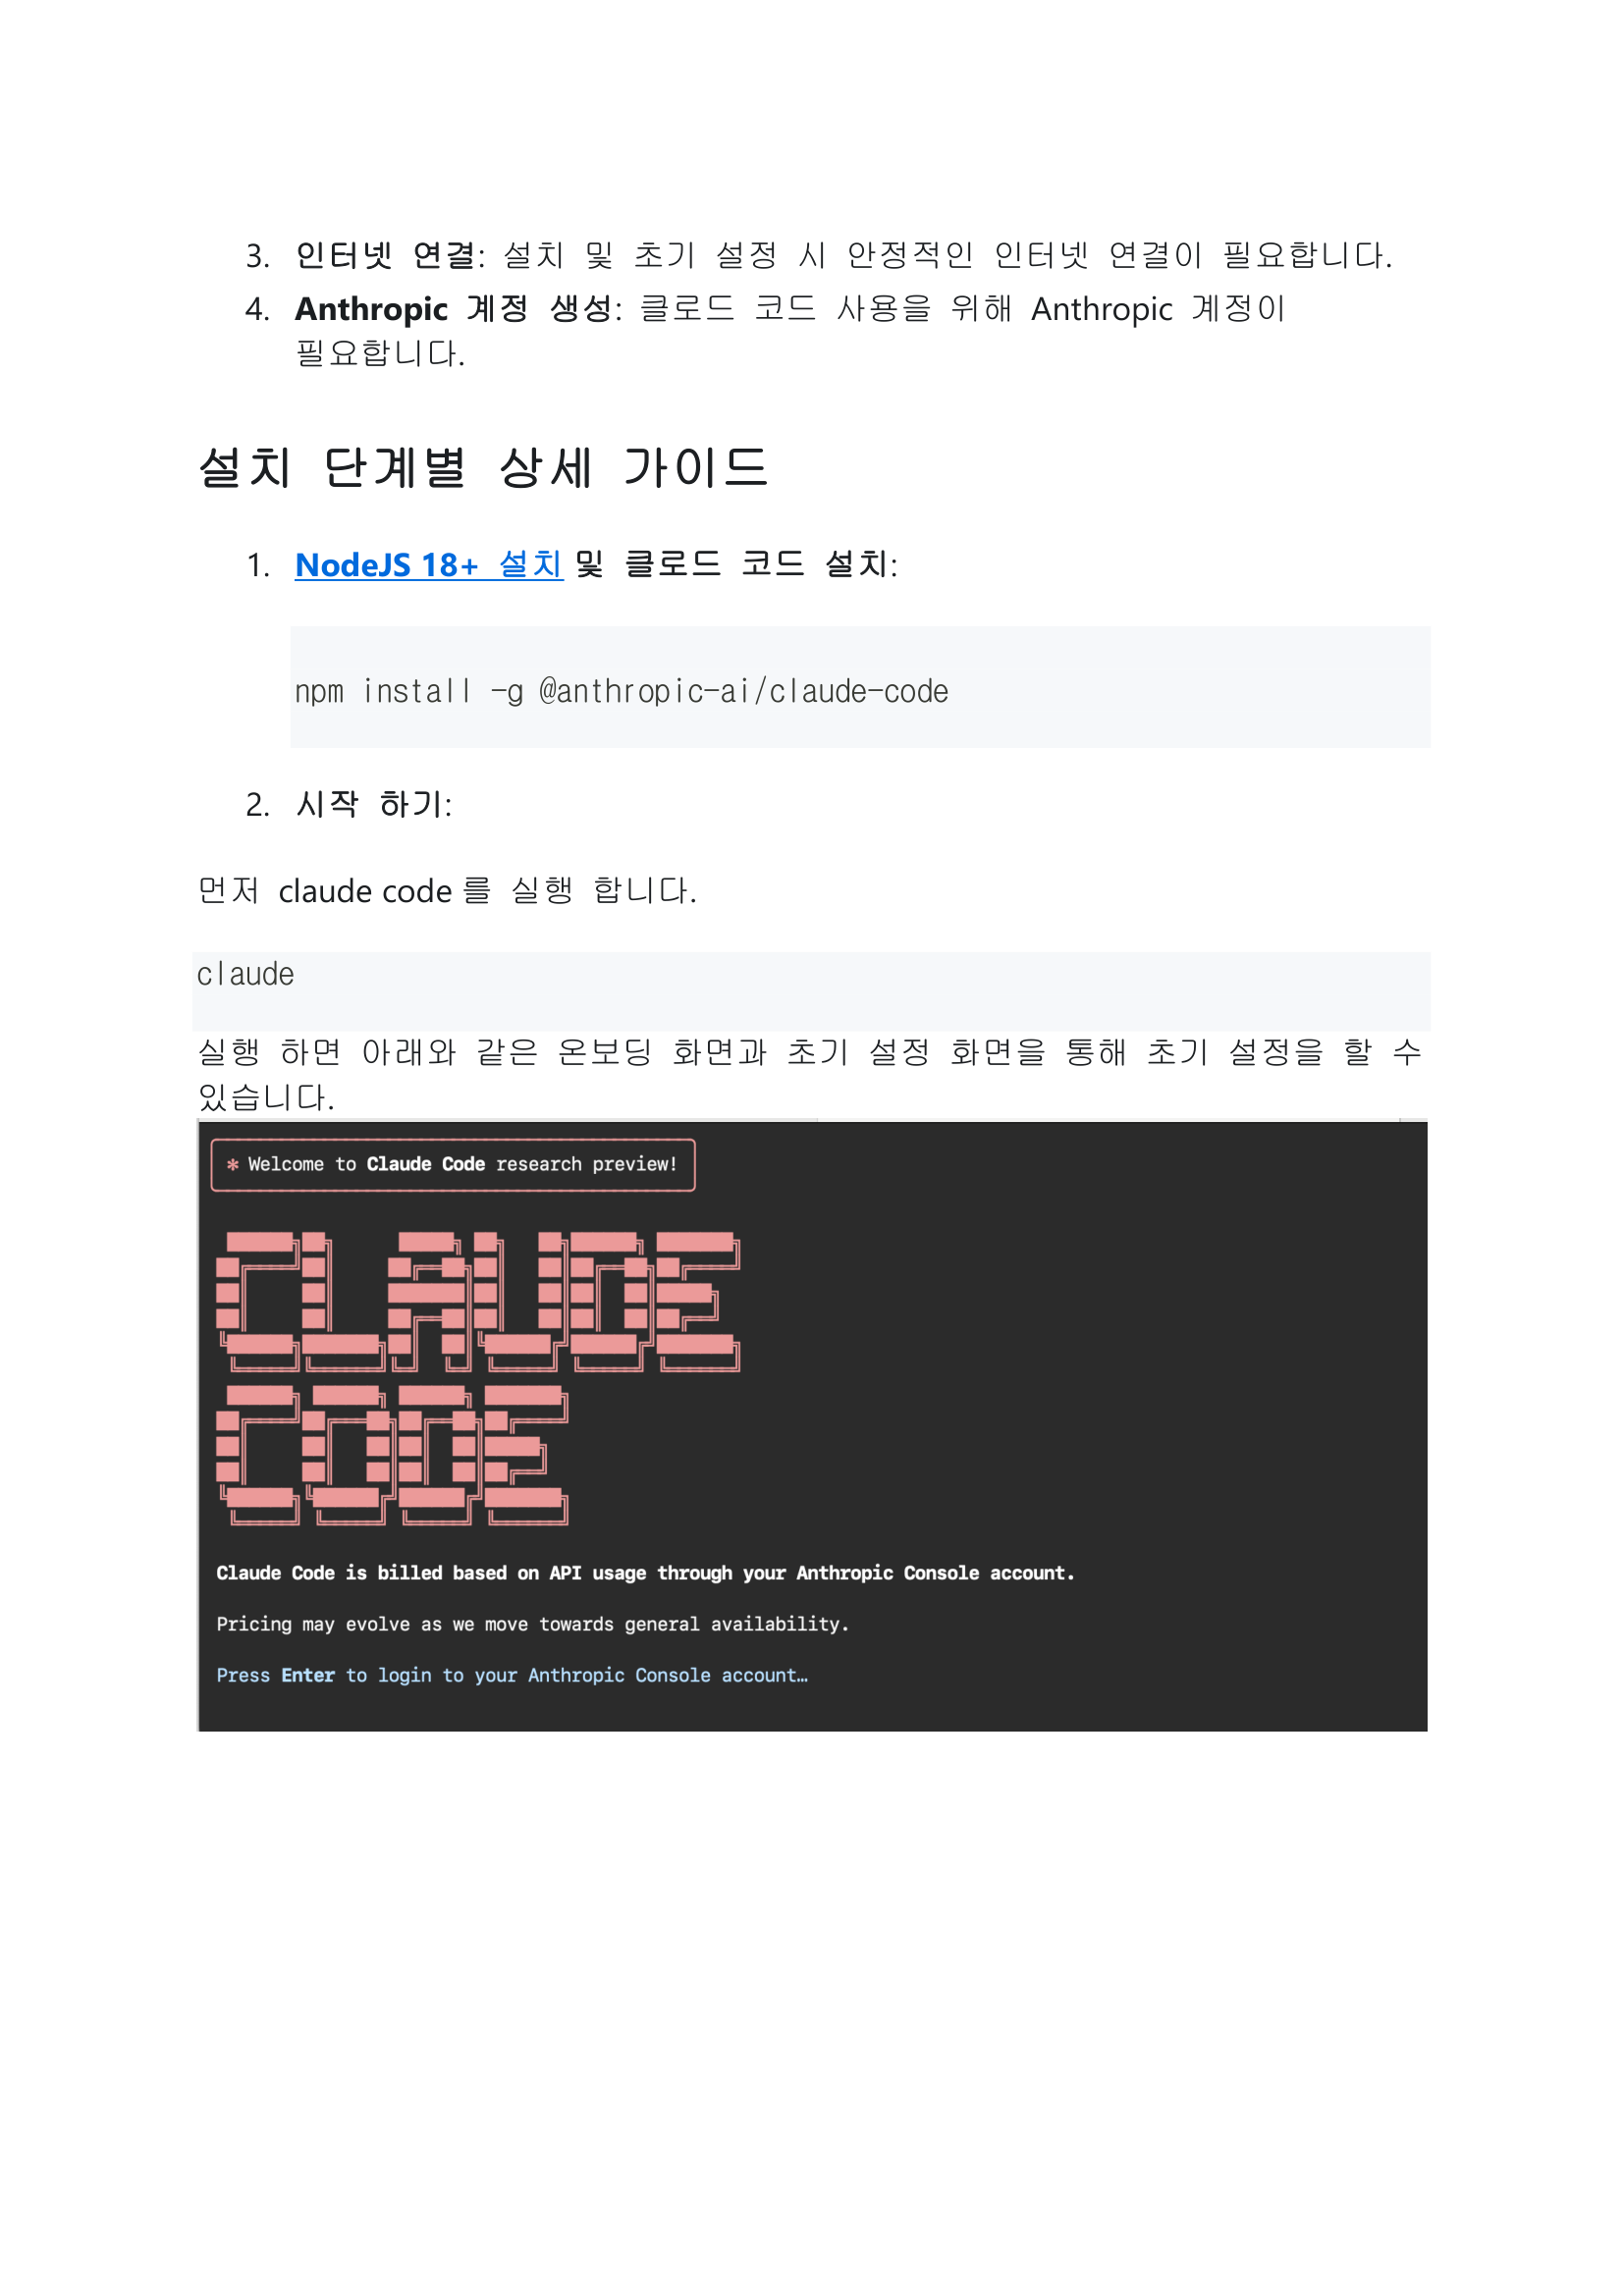 3. 인터넷 연결: 설치 및 초기 설정 시 안정적인 인터넷 연결이 필요합니다.
4. Anthropic 계정 생성: 클로드 코드 사용을 위해 Anthropic 계정이
필요합니다.
설치 단계별 상세 가이드
1. NodeJS 18+ 설치 및 클로드 코드 설치:
npm install -g @anthropic-ai/claude-code
2. 시작 하기:
먼저 claude code 를 실행 합니다.
claude
실행 하면 아래와 같은 온보딩 화면과 초기 설정 화면을 통해 초기 설정을 할 수
있습니다.
* Welcome to Claude Code research preview!
CLAUDE
CODE
Claude Code is billed based on API usage through your Anthropic Console account.
Pricing may evolve as we move towards general availability.
Press Enter to login to your Anthropic Console account…